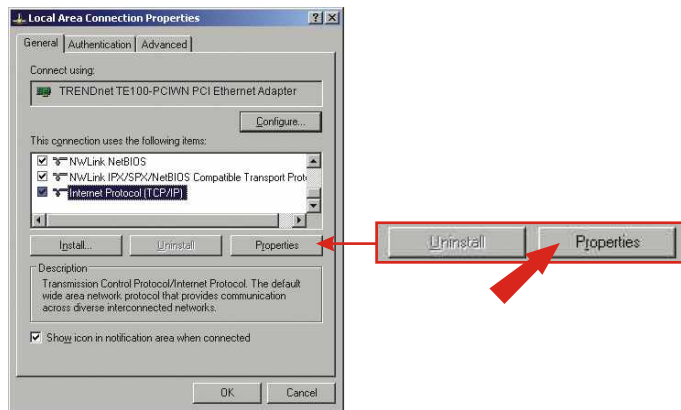 Local Area Connection Properties
General Authentication Advanced
Connect using:
TRENDnet TE100-PCIWN PCI Ethernet Adapter
Configure...
This connection uses the following items:
NWLink NetBIOS
NWLink IPX/SPX/NetBIOS Compatible Transport Prot
Internet Protocol (TCP/IP)
Install... Uninstall Properties
Uninstall Properties
Description
Transmission Control Protocol/Internet Protocol. The default
wide area network protocol that provides communication
across diverse interconnected networks.
Show icon in notification area when connected
OK Cancel